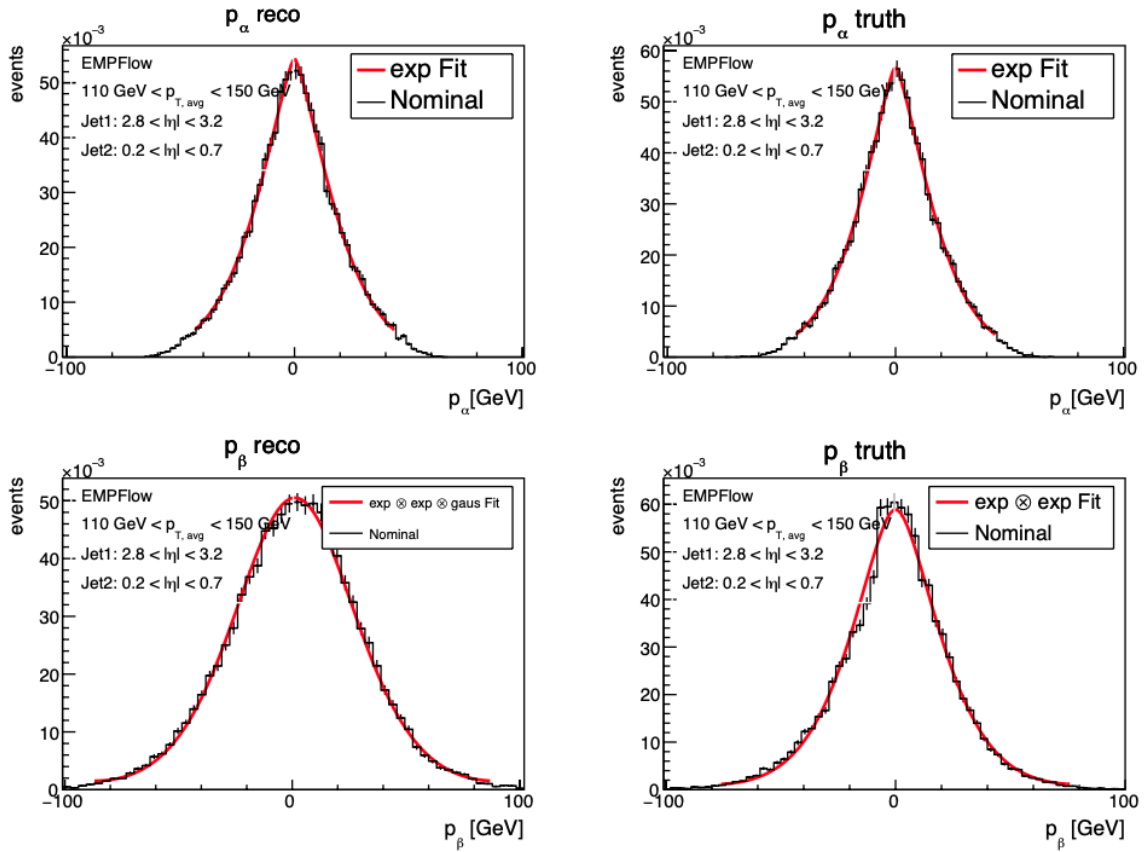 p_α reco
×10⁻³
events
EMPFlow
110 GeV < p_T, avg < 150 GeV
Jet1: 2.8 < |η| < 3.2
Jet2: 0.2 < |η| < 0.7
exp Fit
Nominal
50
40
30
20
10
0
−100 0 100
p_α[GeV]
p_α truth
×10⁻³
events
EMPFlow
110 GeV < p_T, avg < 150 GeV
Jet1: 2.8 < |η| < 3.2
Jet2: 0.2 < |η| < 0.7
exp Fit
Nominal
60
50
40
30
20
10
0
−100 0 100
p_α[GeV]
p_β reco
×10⁻³
events
EMPFlow
110 GeV < p_T, avg < 150 GeV
Jet1: 2.8 < |η| < 3.2
Jet2: 0.2 < |η| < 0.7
exp ⊗ exp ⊗ gaus Fit
Nominal
50
40
30
20
10
0
−100 0 100
p_β [GeV]
p_β truth
×10⁻³
events
EMPFlow
110 GeV < p_T, avg < 150 GeV
Jet1: 2.8 < |η| < 3.2
Jet2: 0.2 < |η| < 0.7
exp ⊗ exp Fit
Nominal
60
50
40
30
20
10
0
−100 0 100
p_β [GeV]